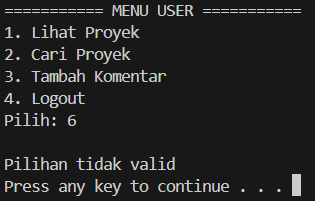 =========== MENU USER ===========
1. Lihat Proyek
2. Cari Proyek
3. Tambah Komentar
4. Logout
Pilih: 6

Pilihan tidak valid
Press any key to continue . . .